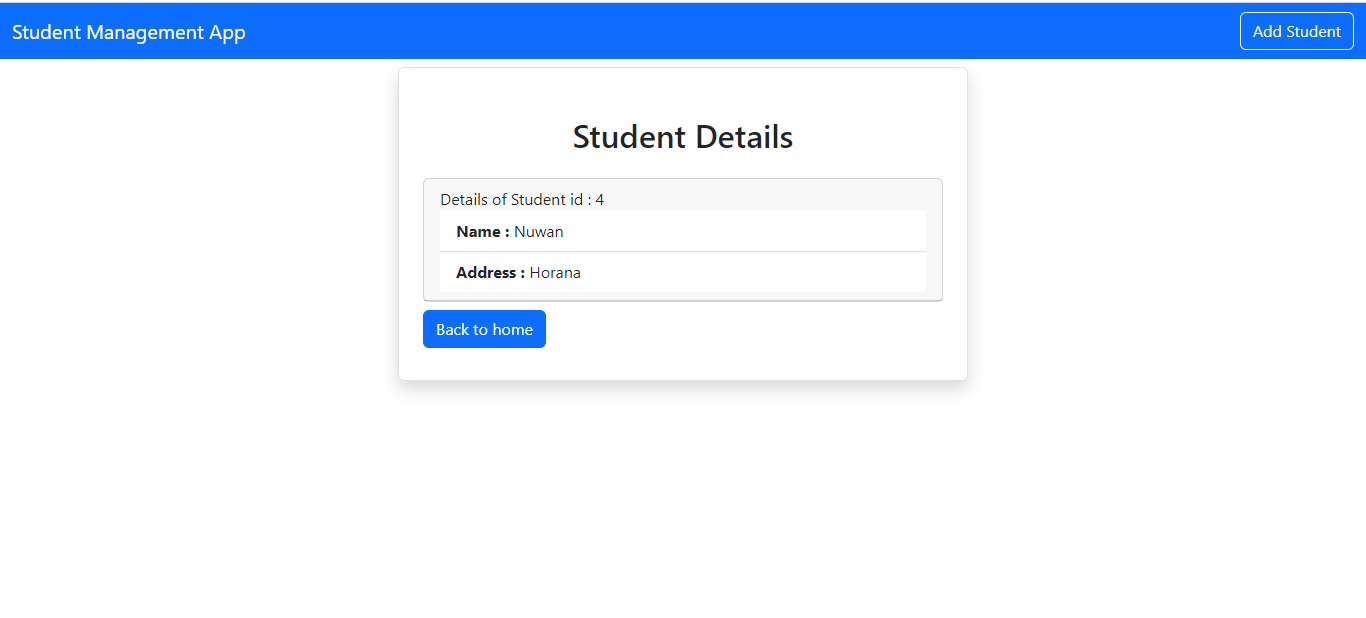 Student Management App
Add Student
Student Details
Details of Student id : 4
Name : Nuwan
Address : Horana
Back to home